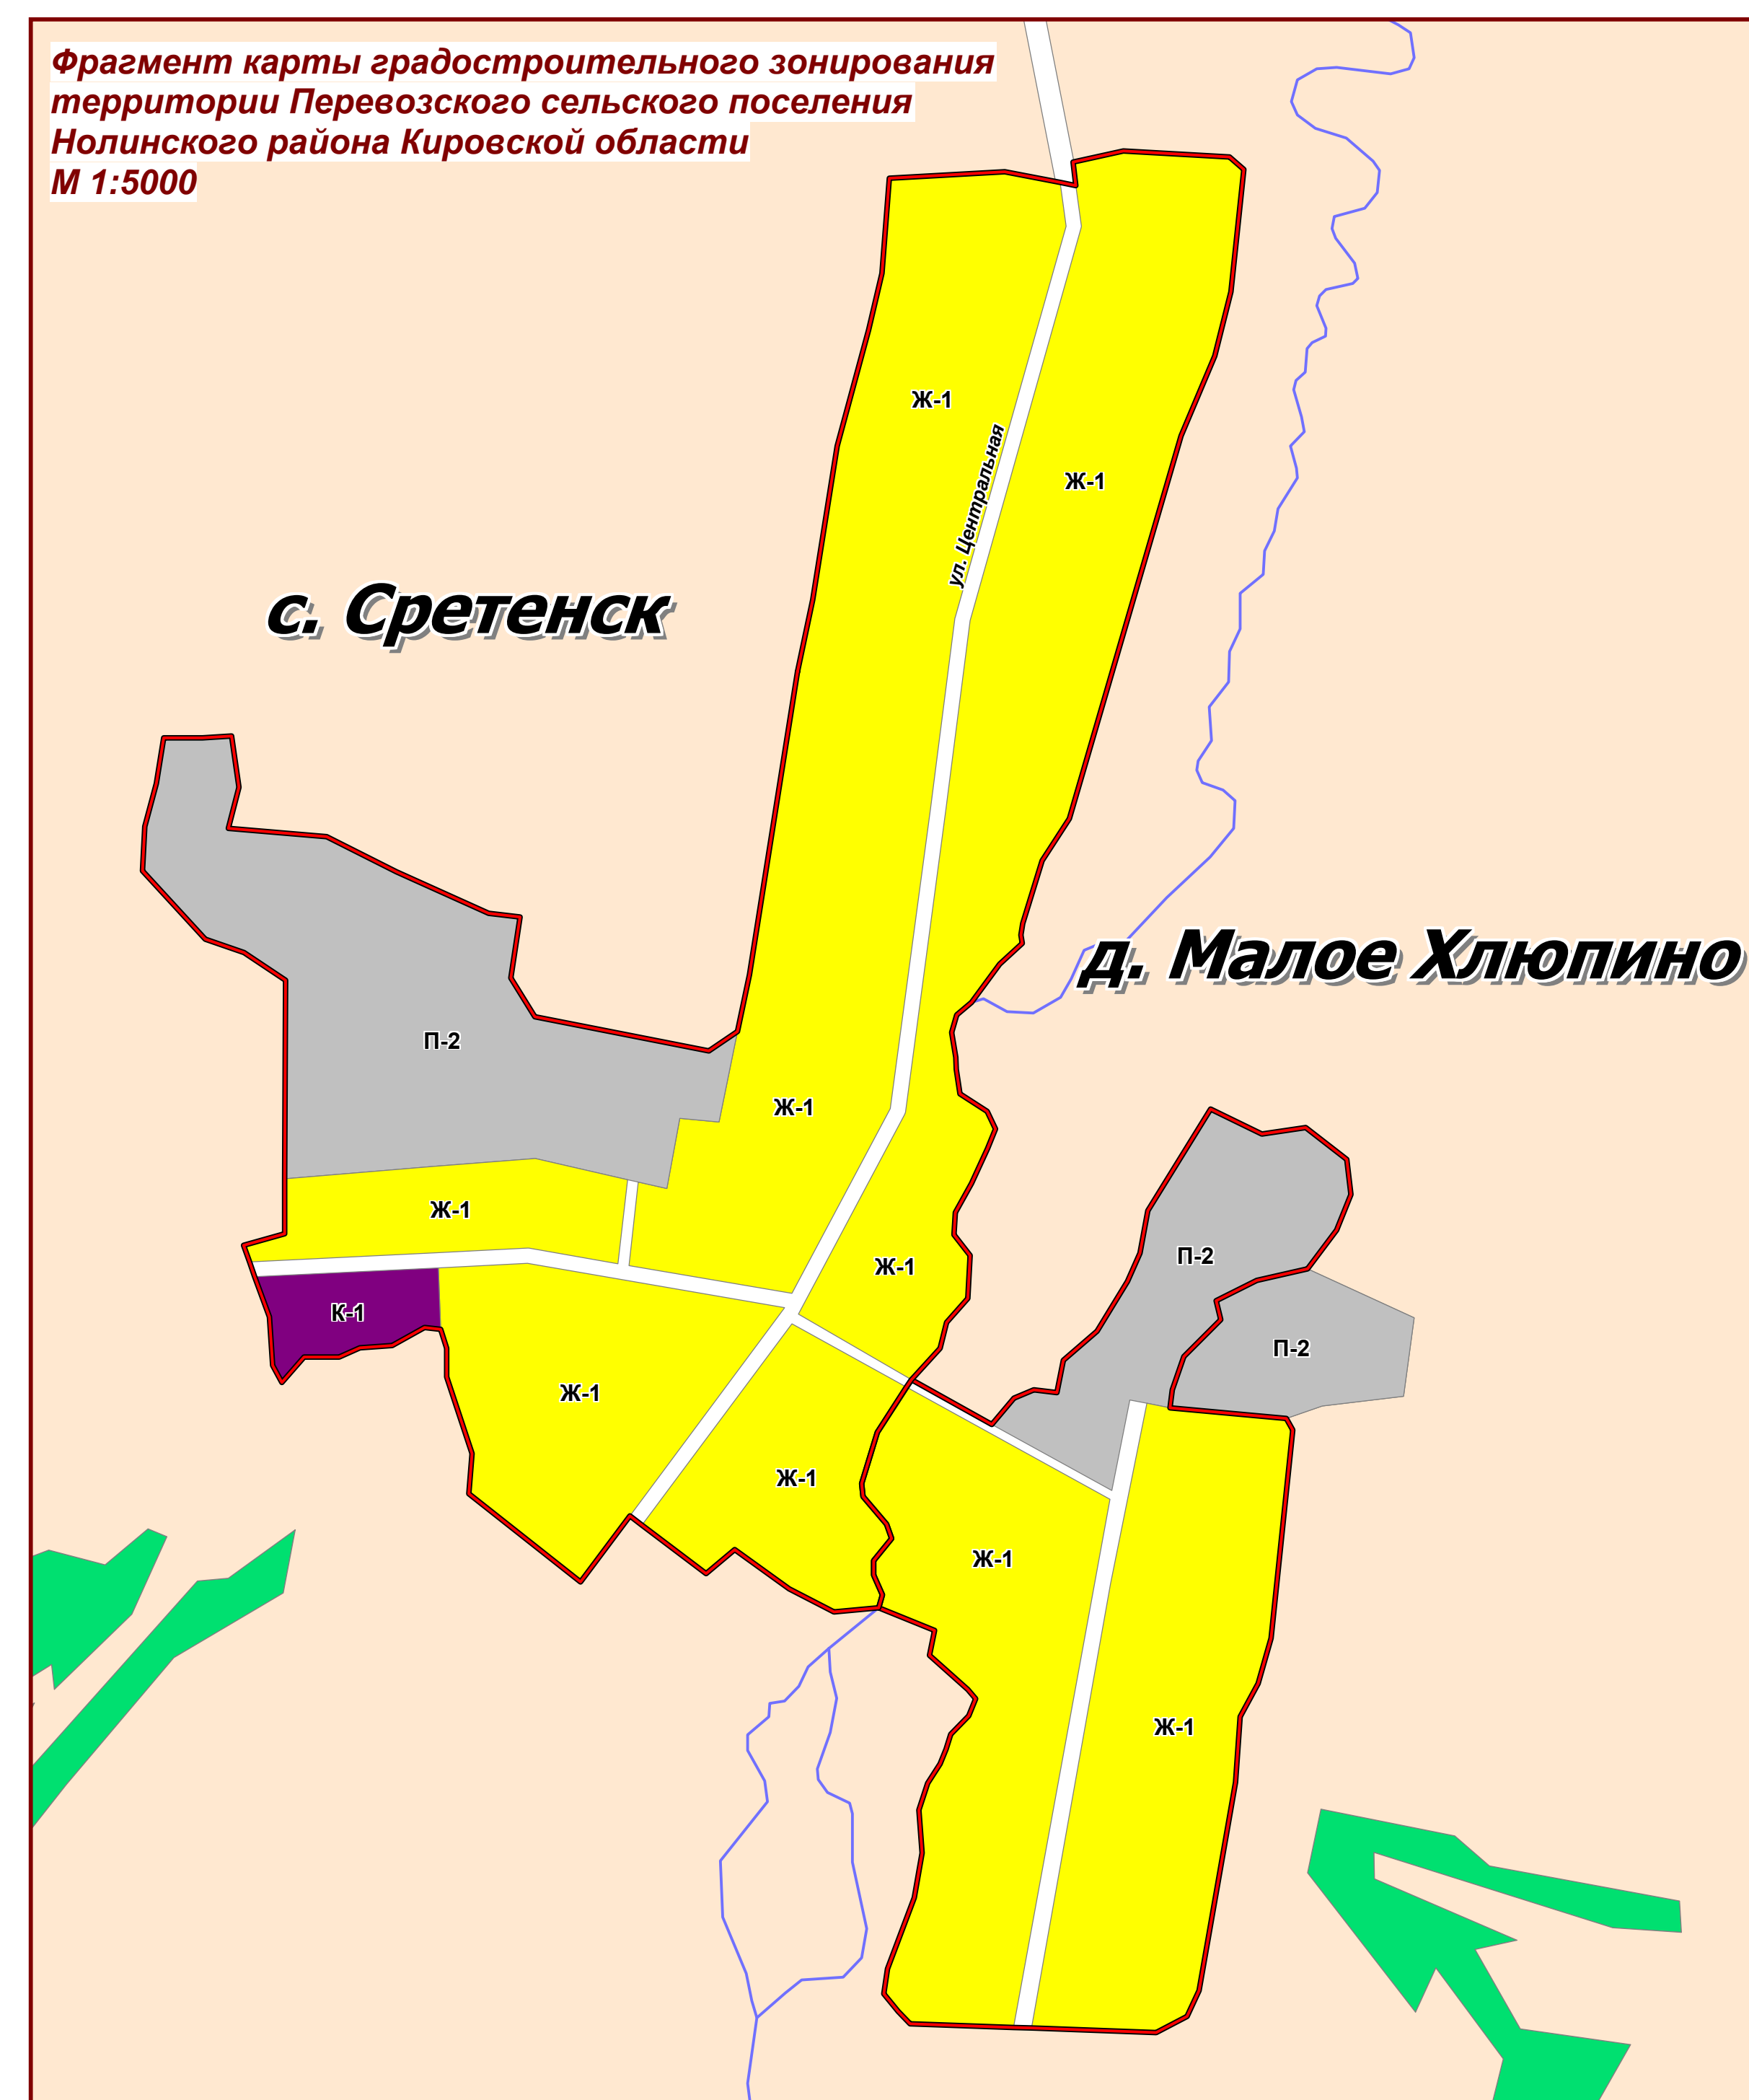 Фрагмент карты градостроительного зонирования
территории Перевозского сельского поселения
Нолинского района Кировской области
М 1:5000
Ж-1
ул. Центральная
Ж-1
с. Сретенск
д. Малое Хлюпино
П-2
Ж-1
Ж-1
Ж-1
П-2
К-1
П-2
Ж-1
Ж-1
Ж-1
Ж-1